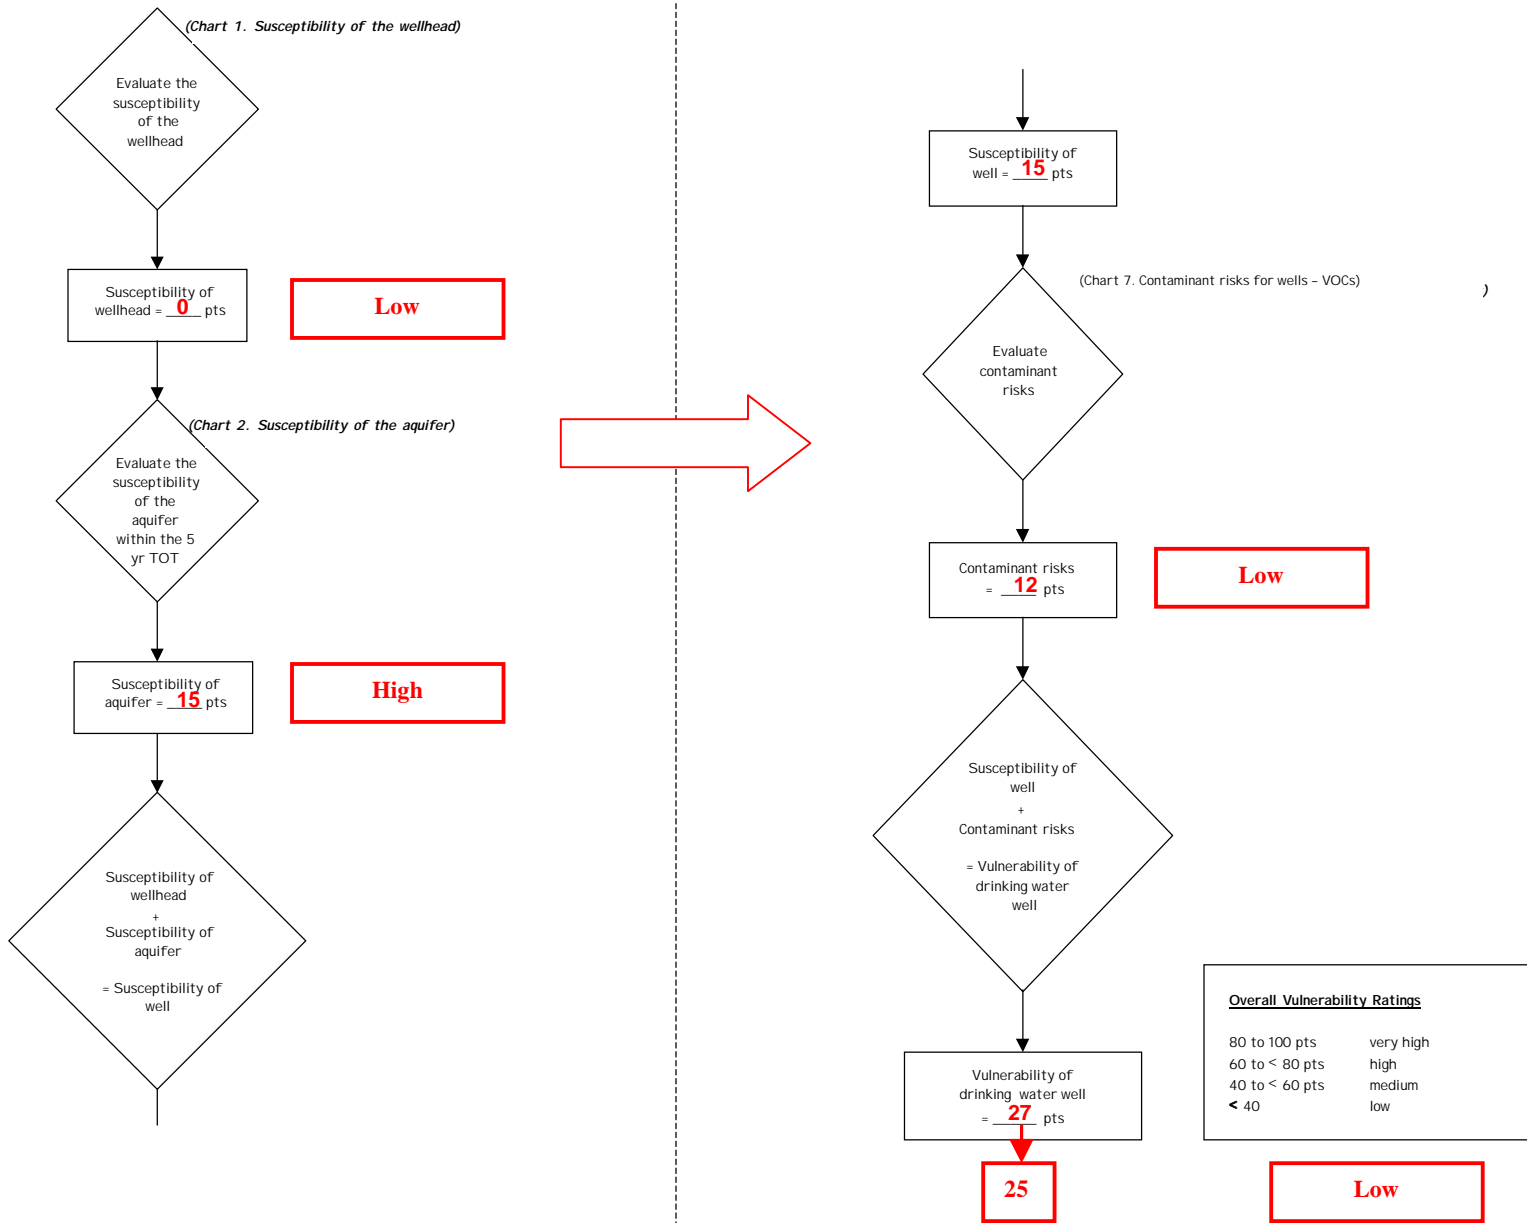 (Chart 1. Susceptibility of the wellhead)
Evaluate the
susceptibility
of the
wellhead
Susceptibility of
wellhead = 0 pts
Low
(Chart 2. Susceptibility of the aquifer)
Evaluate the
susceptibility
of the
aquifer
within the 5
yr TOT
Susceptibility of
aquifer = 15 pts
High
Susceptibility of
wellhead
+
Susceptibility of
aquifer
= Susceptibility of
well
Susceptibility of
well = 15 pts
(Chart 7. Contaminant risks for wells – VOCs)
)
Evaluate
contaminant
risks
Contaminant risks
= 12 pts
Low
Susceptibility of
well
+
Contaminant risks
= Vulnerability of
drinking water
well
Vulnerability of
drinking water well
= 27 pts
25
Overall Vulnerability Ratings
80 to 100 pts very high
60 to < 80 pts high
40 to < 60 pts medium
< 40 low
Low